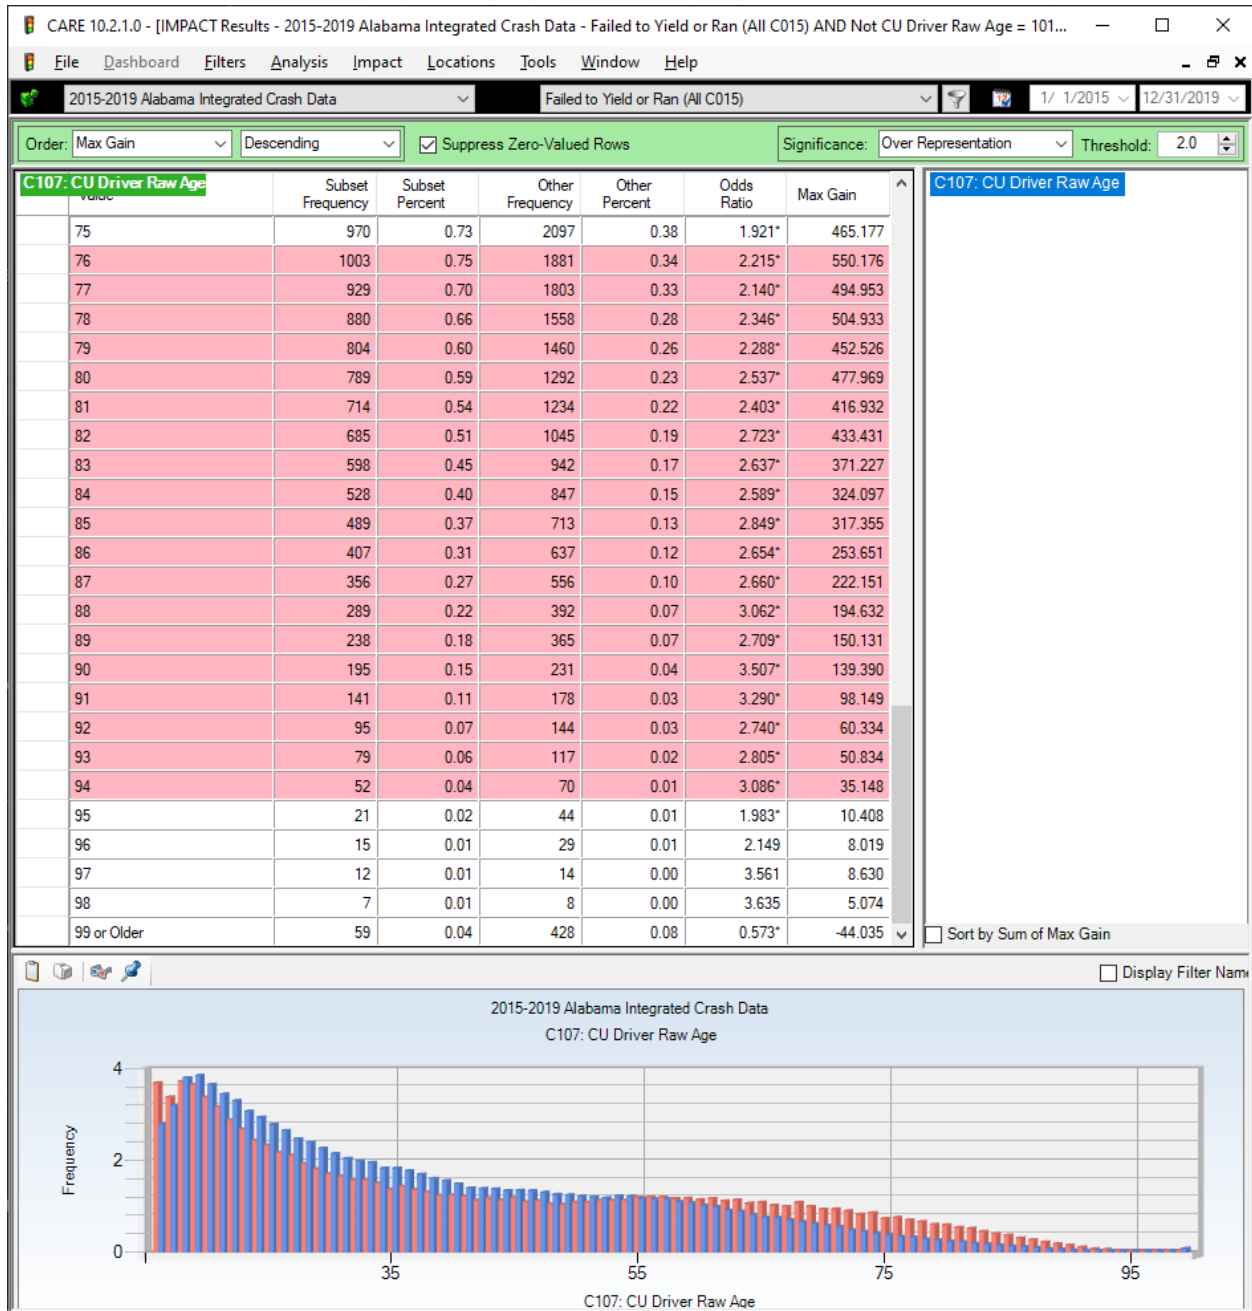 CARE 10.2.1.0 - [IMPACT Results - 2015-2019 Alabama Integrated Crash Data - Failed to Yield or Ran (All C015) AND Not CU Driver Raw Age = 101...
File Dashboard Filters Analysis Impact Locations Tools Window Help
2015-2019 Alabama Integrated Crash Data Failed to Yield or Ran (All C015) 1/ 1/2015 12/31/2019
Order: Max Gain Descending Suppress Zero-Valued Rows Significance: Over Representation Threshold: 2.0
C107: CU Driver Raw Age Subset Frequency Subset Percent Other Frequency Other Percent Odds Ratio Max Gain C107: CU Driver Raw Age
75 970 0.73 2097 0.38 1.921* 465.177
76 1003 0.75 1881 0.34 2.215* 550.176
77 929 0.70 1803 0.33 2.140* 494.953
78 880 0.66 1558 0.28 2.346* 504.933
79 804 0.60 1460 0.26 2.288* 452.526
80 789 0.59 1292 0.23 2.537* 477.969
81 714 0.54 1234 0.22 2.403* 416.932
82 685 0.51 1045 0.19 2.723* 433.431
83 598 0.45 942 0.17 2.637* 371.227
84 528 0.40 847 0.15 2.589* 324.097
85 489 0.37 713 0.13 2.849* 317.355
86 407 0.31 637 0.12 2.654* 253.651
87 356 0.27 556 0.10 2.660* 222.151
88 289 0.22 392 0.07 3.062* 194.632
89 238 0.18 365 0.07 2.709* 150.131
90 195 0.15 231 0.04 3.507* 139.390
91 141 0.11 178 0.03 3.290* 98.149
92 95 0.07 144 0.03 2.740* 60.334
93 79 0.06 117 0.02 2.805* 50.834
94 52 0.04 70 0.01 3.086* 35.148
95 21 0.02 44 0.01 1.983* 10.408
96 15 0.01 29 0.01 2.149 8.019
97 12 0.01 14 0.00 3.561 8.630
98 7 0.01 8 0.00 3.635 5.074
99 or Older 59 0.04 428 0.08 0.573* -44.035
Sort by Sum of Max Gain
Display Filter Name
2015-2019 Alabama Integrated Crash Data
C107: CU Driver Raw Age
Frequency
4
2
0
35 55 75 95
C107: CU Driver Raw Age